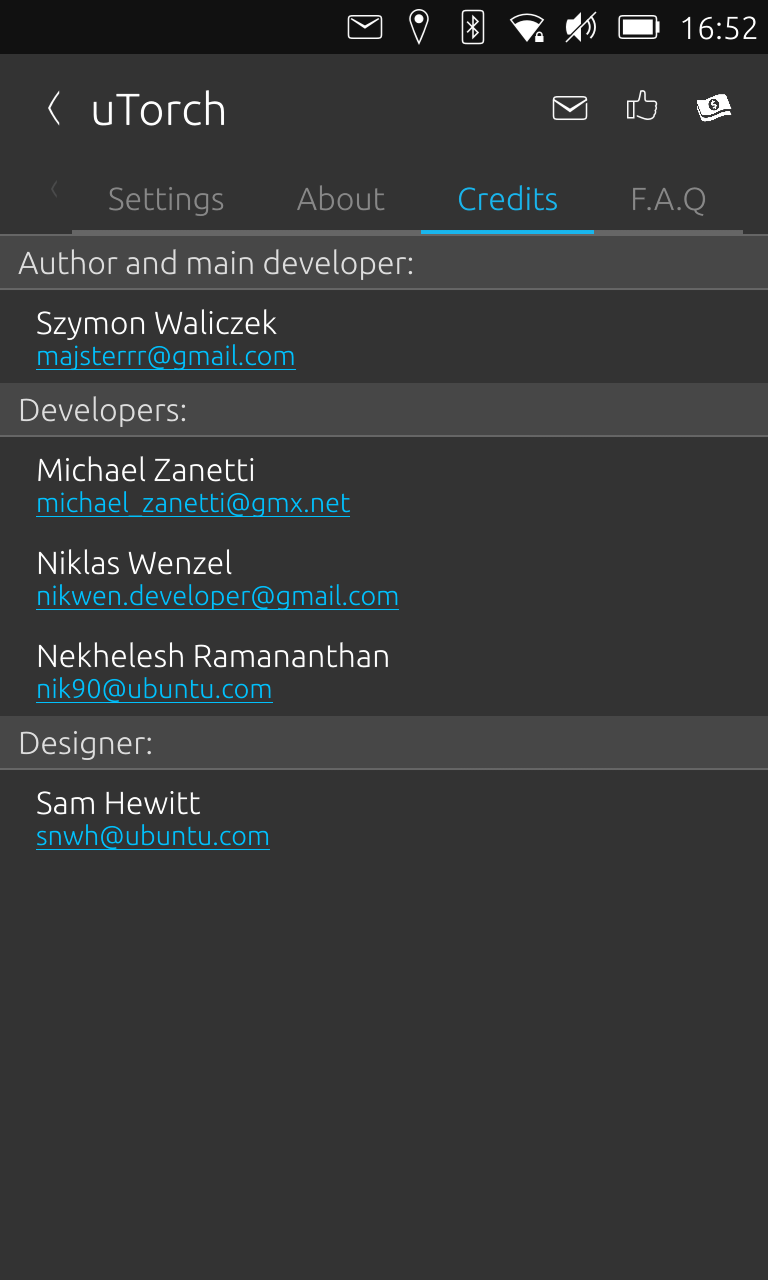 16:52
uTorch
Settings About Credits F.A.Q
Author and main developer:
Szymon Waliczek
majsterrr@gmail.com
Developers:
Michael Zanetti
michael_zanetti@gmx.net
Niklas Wenzel
nikwen.developer@gmail.com
Nekhelesh Ramananthan
nik90@ubuntu.com
Designer:
Sam Hewitt
snwh@ubuntu.com